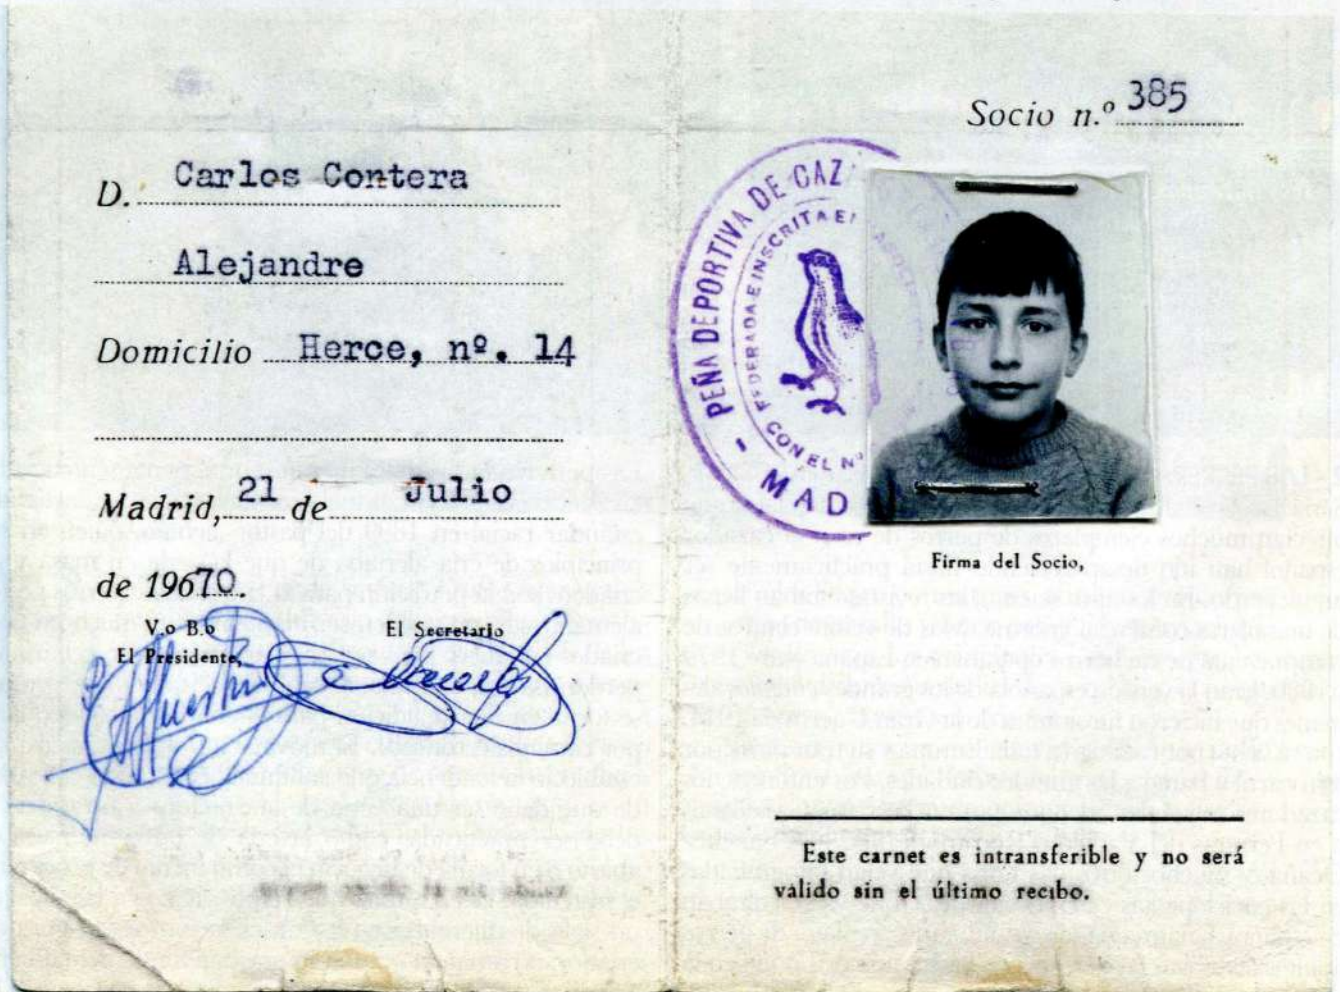 D. Carlos Contera
Alejandre
Domicilio Herce, nº. 14
Madrid, 21 de Julio
de 19670
V.º B.º
El Presidente,
El Secretario
Socio n.º 385
PEÑA DEPORTIVA DE CAZ
FEDERADA E INSCRITA EN
CON EL Nº
- MAD
Firma del Socio,
Este carnet es intransferible y no será
válido sin el último recibo.